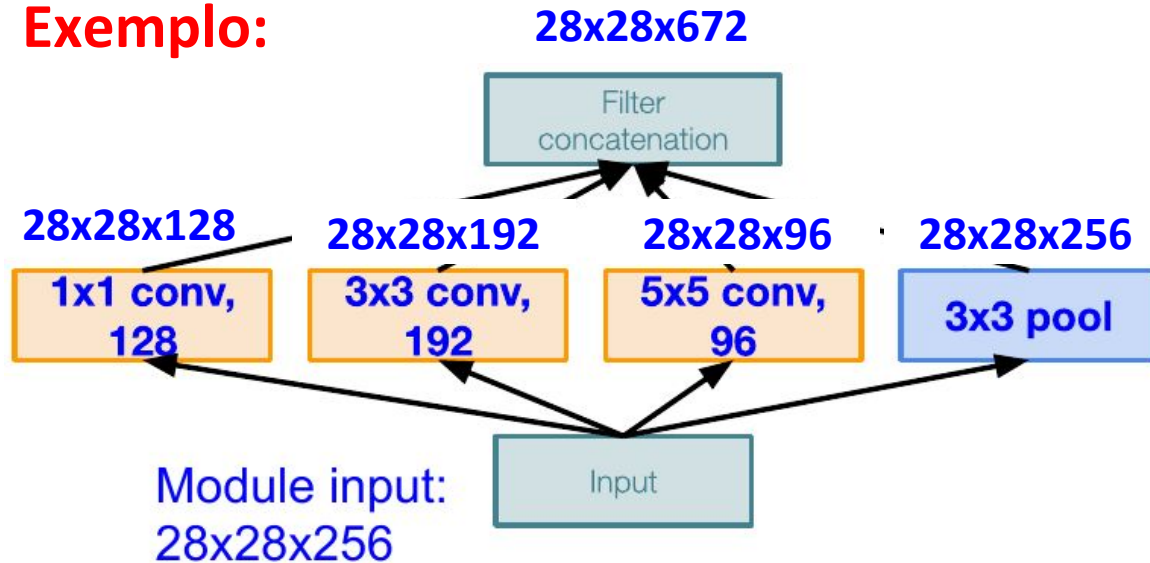 Exemplo:
28x28x672
Filter
concatenation
28x28x128
28x28x192
28x28x96
28x28x256
1x1 conv,
128
3x3 conv,
192
5x5 conv,
96
3x3 pool
Input
Module input:
28x28x256